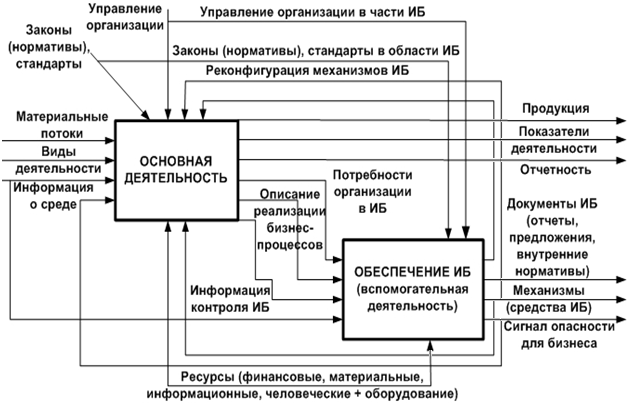 Управление
организации
Управление организации в части ИБ
Законы
(нормативы),
стандарты
Законы (нормативы), стандарты в области ИБ
Реконфигурация механизмов ИБ
Материальные
потоки
Виды
деятельности
Информация
о среде
ОСНОВНАЯ
ДЕЯТЕЛЬНОСТЬ
Продукция
Показатели
деятельности
Отчетность
Потребности
организации
в ИБ
Описание
реализации
бизнес-
процессов
Документы ИБ
(отчеты,
предложения,
внутренние
нормативы)
ОБЕСПЕЧЕНИЕ ИБ
(вспомогательная
деятельность)
Информация
контроля ИБ
Механизмы
(средства ИБ)
Сигнал опасности
для бизнеса
Ресурсы (финансовые, материальные,
информационные, человеческие + оборудование)